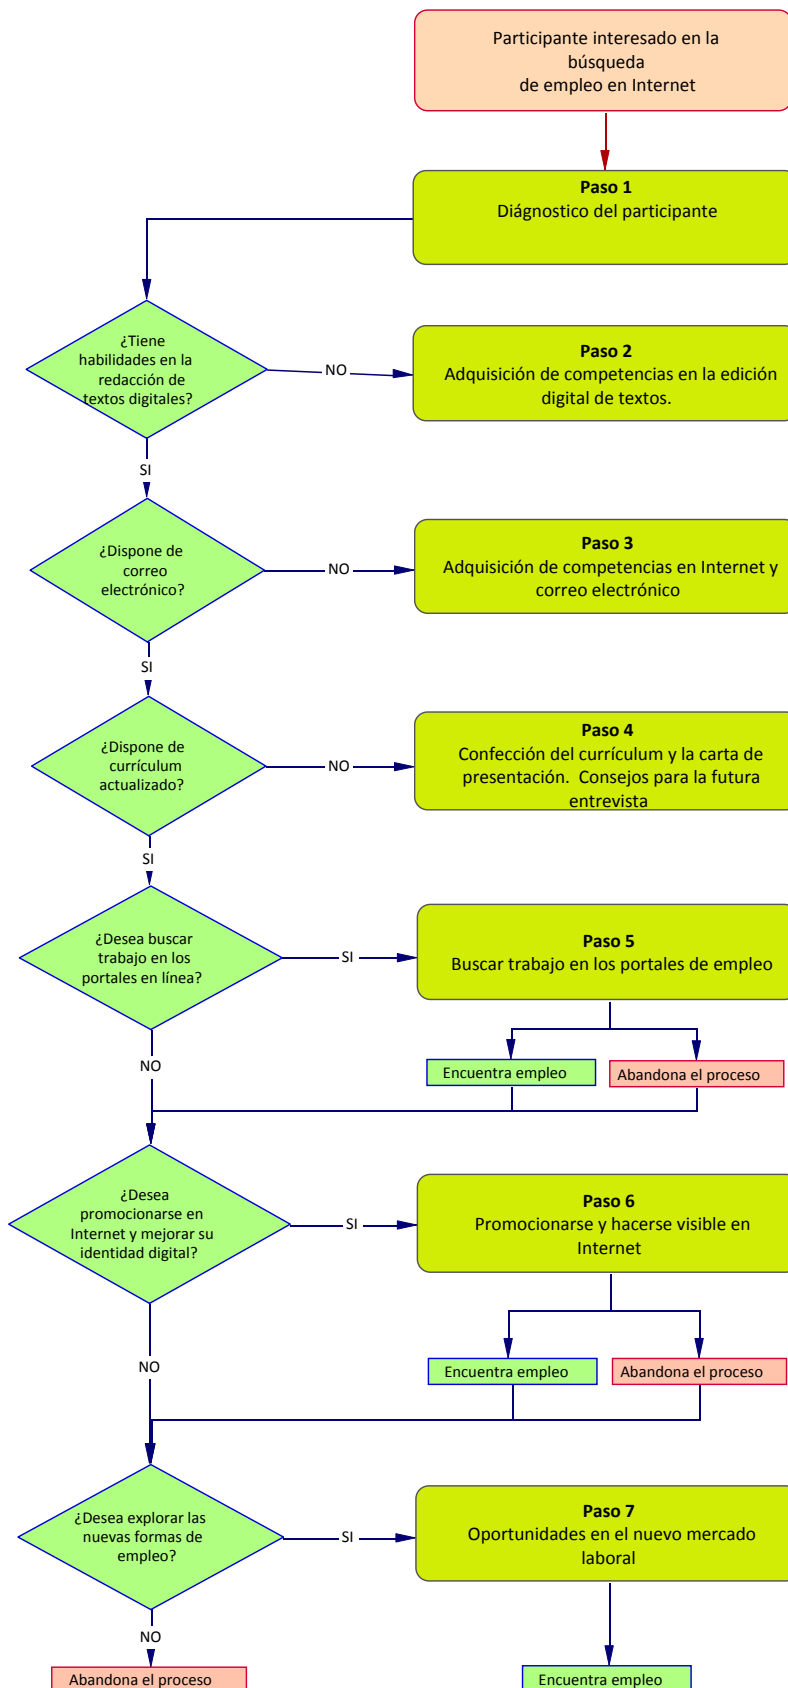 Participante interesado en la
búsqueda
de empleo en Internet
Paso 1
Diágnostico del participante
¿Tiene
habilidades en la
redacción de
textos digitales?
NO
Paso 2
Adquisición de competencias en la edición
digital de textos.
SI
¿Dispone de
correo
electrónico?
NO
Paso 3
Adquisición de competencias en Internet y
correo electrónico
SI
¿Dispone de
currículum
actualizado?
NO
Paso 4
Confección del currículum y la carta de
presentación. Consejos para la futura
entrevista
SI
¿Desea buscar
trabajo en los
portales en línea?
SI
Paso 5
Buscar trabajo en los portales de empleo
NO
Encuentra empleo
Abandona el proceso
¿Desea
promocionarse en
Internet y mejorar su
identidad digital?
SI
Paso 6
Promocionarse y hacerse visible en
Internet
NO
Encuentra empleo
Abandona el proceso
¿Desea explorar las
nuevas formas de
empleo?
SI
Paso 7
Oportunidades en el nuevo mercado
laboral
NO
Abandona el proceso
Encuentra empleo